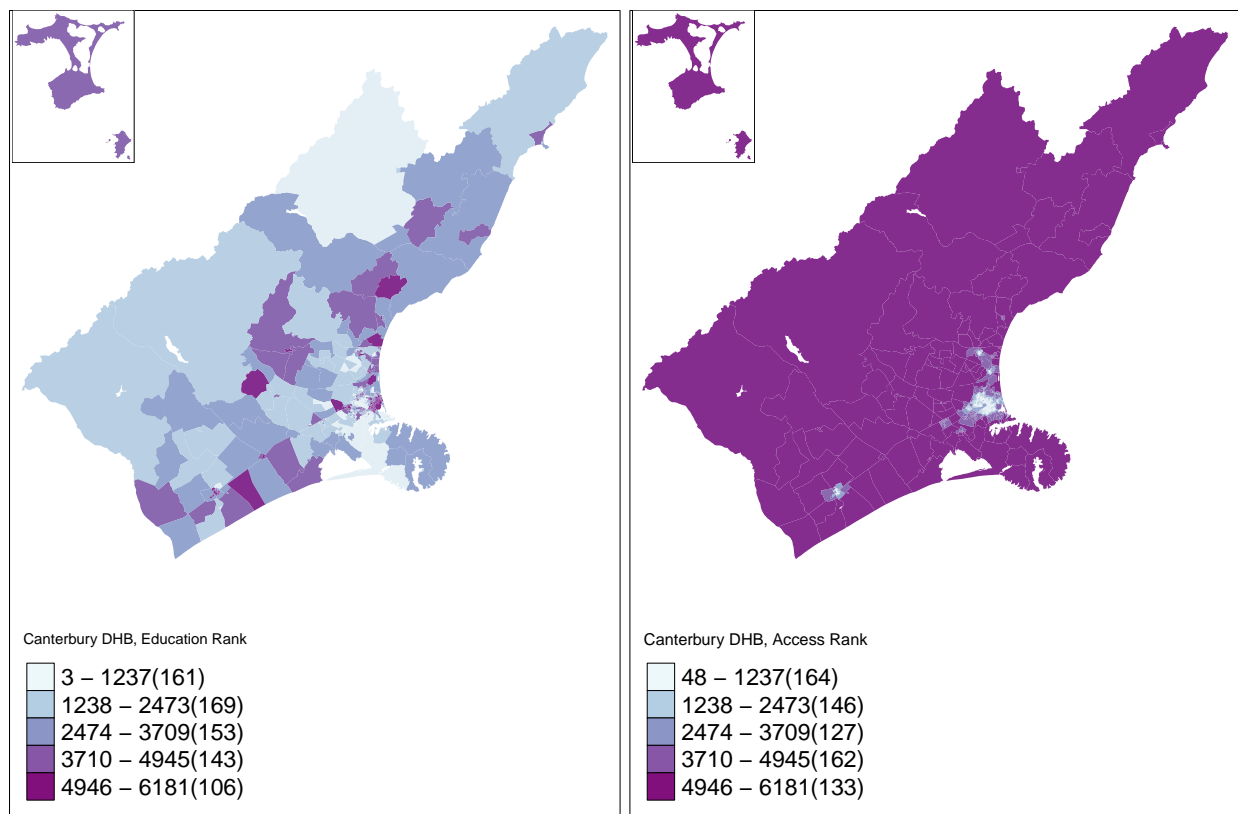 Canterbury DHB, Education Rank
3 – 1237(161)
1238 – 2473(169)
2474 – 3709(153)
3710 – 4945(143)
4946 – 6181(106)
Canterbury DHB, Access Rank
48 – 1237(164)
1238 – 2473(146)
2474 – 3709(127)
3710 – 4945(162)
4946 – 6181(133)